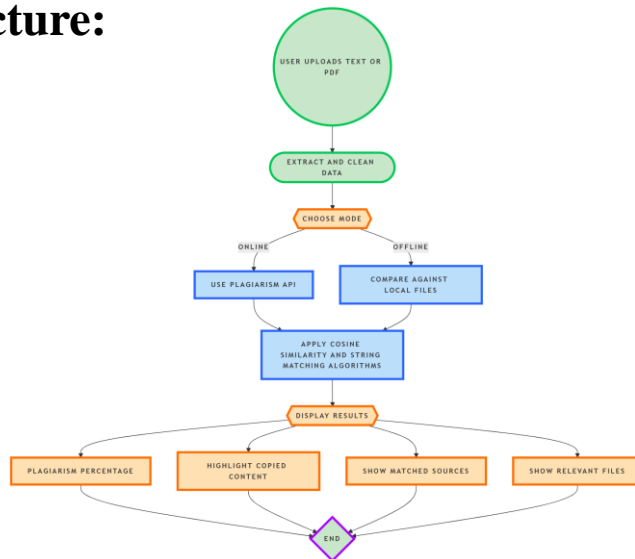 cture:
USER UPLOADS TEXT OR
PDF
EXTRACT AND CLEAN
DATA
CHOOSE MODE
ONLINE
OFFLINE
USE PLAGIARISM API
COMPARE AGAINST
LOCAL FILES
APPLY COSINE
SIMILARITY AND STRING
MATCHING ALGORITHMS
DISPLAY RESULTS
PLAGIARISM PERCENTAGE
HIGHLIGHT COPIED
CONTENT
SHOW MATCHED SOURCES
SHOW RELEVANT FILES
END